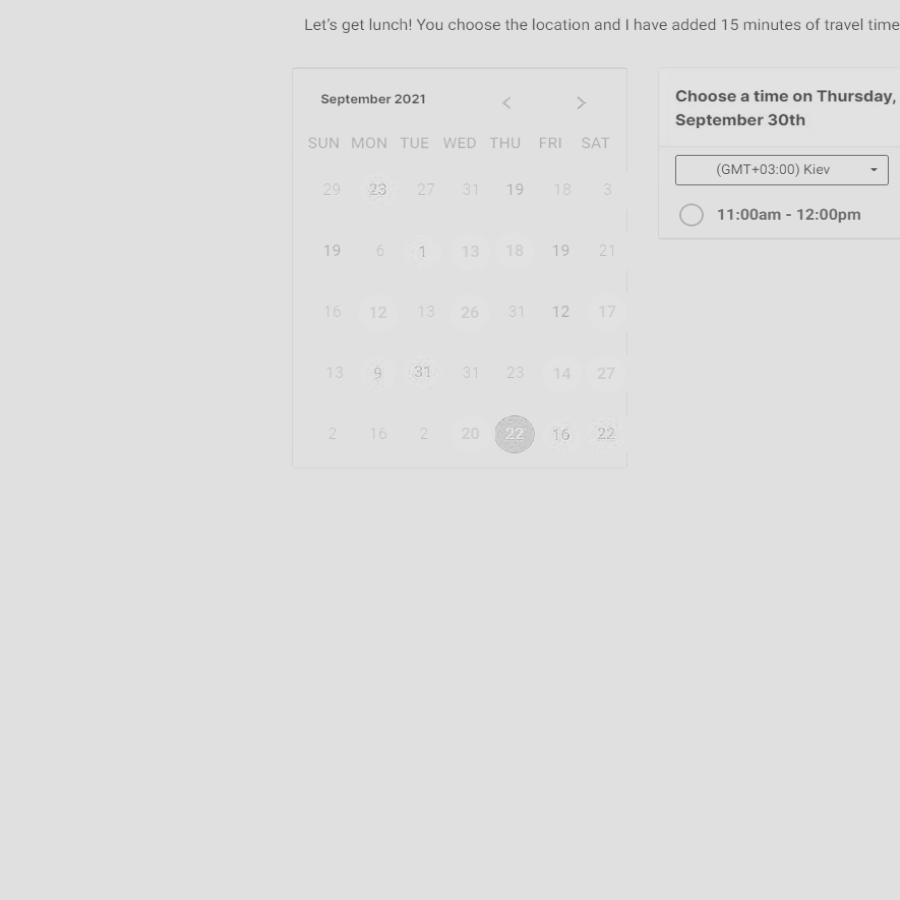 Let's get lunch! You choose the location and I have added 15 minutes of travel time
September 2021
SUN MON TUE WED THU FRI SAT
29 23 27 31 19 18 3
19 6 1 13 18 19 21
16 12 13 26 31 12 17
13 9 31 31 23 14 27
2 16 2 20 22 16 22
Choose a time on Thursday,
September 30th
(GMT+03:00) Kiev
11:00am - 12:00pm